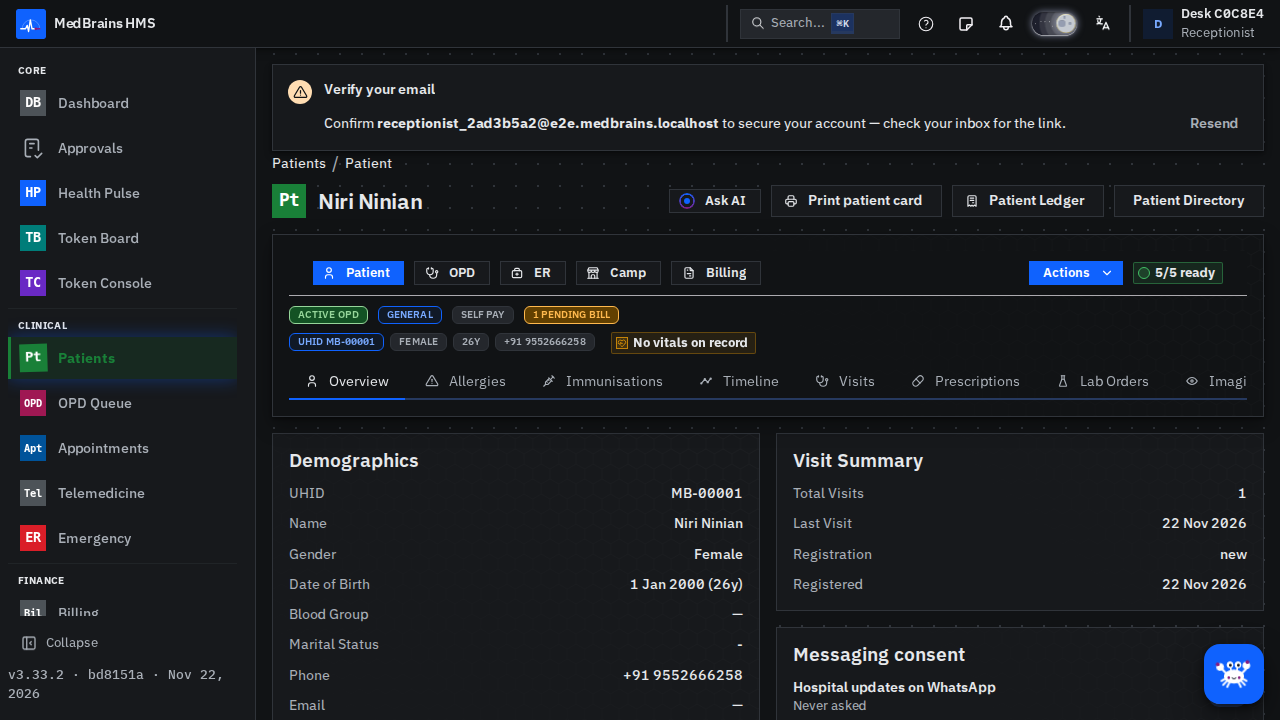 MedBrains HMS
Search... ⌘K
D
Desk C0C8E4
Receptionist
CORE
DB Dashboard
Approvals
HP Health Pulse
TB Token Board
TC Token Console
CLINICAL
Pt Patients
OPD OPD Queue
Apt Appointments
Tel Telemedicine
ER Emergency
FINANCE
Bil Billing
Collapse
v3.33.2 · bd8151a · Nov 22,
2026
Verify your email
Confirm receptionist_2ad3b5a2@e2e.medbrains.localhost to secure your account — check your inbox for the link.
Resend
Patients / Patient
Pt Niri Ninian
Ask AI
Print patient card
Patient Ledger
Patient Directory
Patient OPD ER Camp Billing
Actions 5/5 ready
ACTIVE OPD GENERAL SELF PAY 1 PENDING BILL
UHID MB-00001 FEMALE 26Y +91 9552666258 No vitals on record
Overview Allergies Immunisations Timeline Visits Prescriptions Lab Orders Imagi
Demographics
UHID MB-00001
Name Niri Ninian
Gender Female
Date of Birth 1 Jan 2000 (26y)
Blood Group —
Marital Status -
Phone +91 9552666258
Email —
Visit Summary
Total Visits 1
Last Visit 22 Nov 2026
Registration new
Registered 22 Nov 2026
Messaging consent
Hospital updates on WhatsApp
Never asked